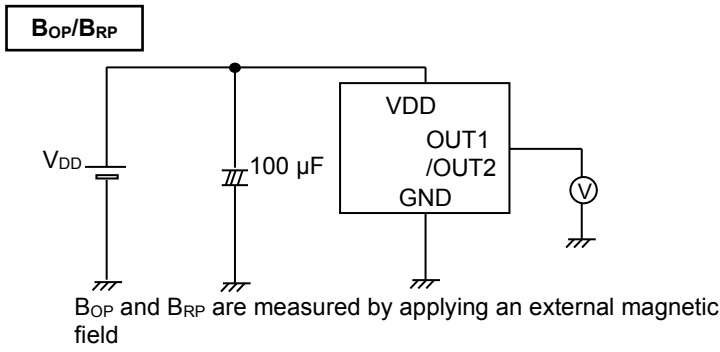 BOP/BRP
VDD
OUT1
/OUT2
GND
VDD
100 µF
V
BOP and BRP are measured by applying an external magnetic
field